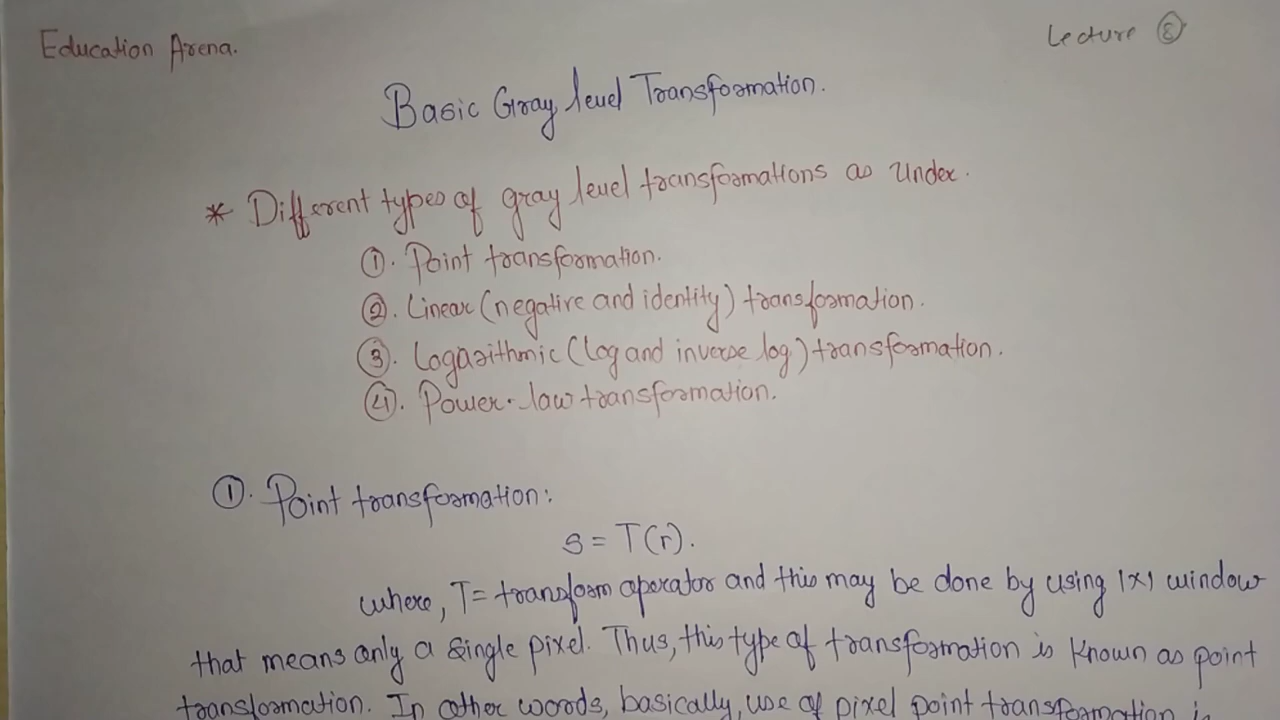 Education Arena.
Lecture ⑧
Basic Gray level Transformation.
* Different types of gray level transformations as under.
①. Point transformation.
②. Linear (negative and identity) transformation.
③. Logarithmic (Log and inverse log) transformation.
④. Power-law transformation.
①. Point transformation:
s = T(r).
where, T= transform operator and this may be done by using 1x1 window
that means only a single pixel. Thus, this type of transformation is known as point
transformation. In other words, basically, use of pixel point transformation is